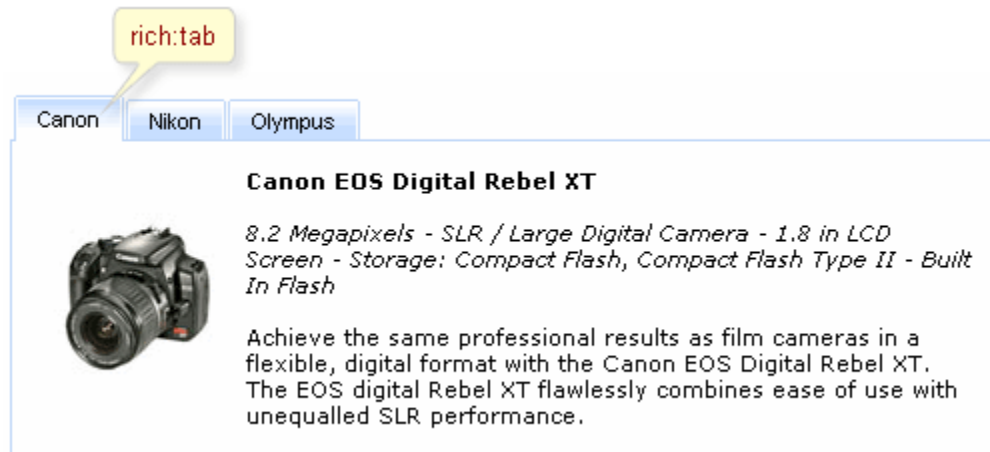 rich:tab
Canon Nikon Olympus
Canon EOS Digital Rebel XT
8.2 Megapixels - SLR / Large Digital Camera - 1.8 in LCD
Screen - Storage: Compact Flash, Compact Flash Type II - Built
In Flash
Achieve the same professional results as film cameras in a
flexible, digital format with the Canon EOS Digital Rebel XT.
The EOS digital Rebel XT flawlessly combines ease of use with
unequalled SLR performance.